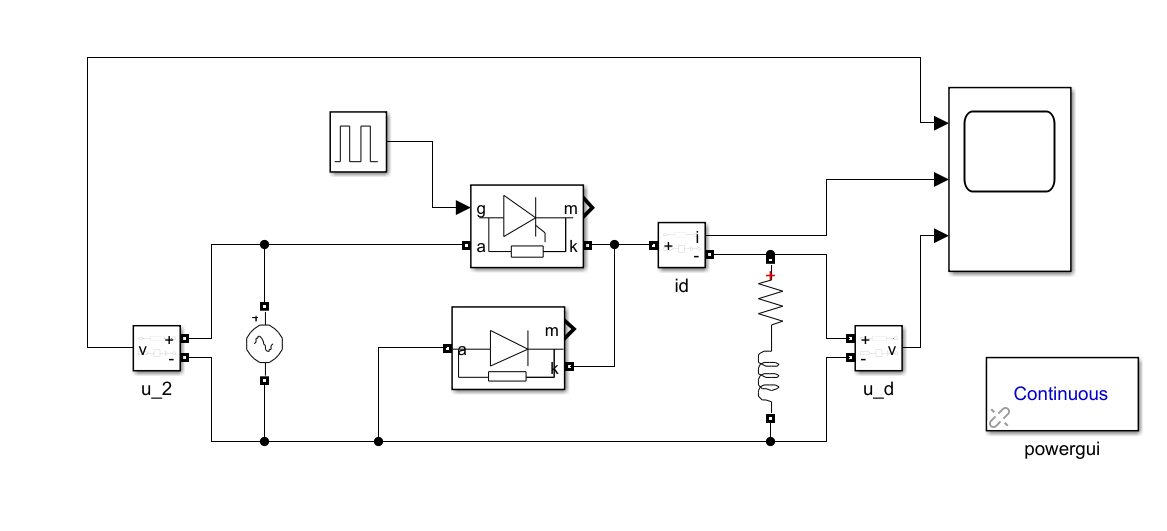 g
m
a
k
i
+
-
id
m
a
k
+
+
v
+
-
u_2
+
-
v
u_d
Continuous
powergui